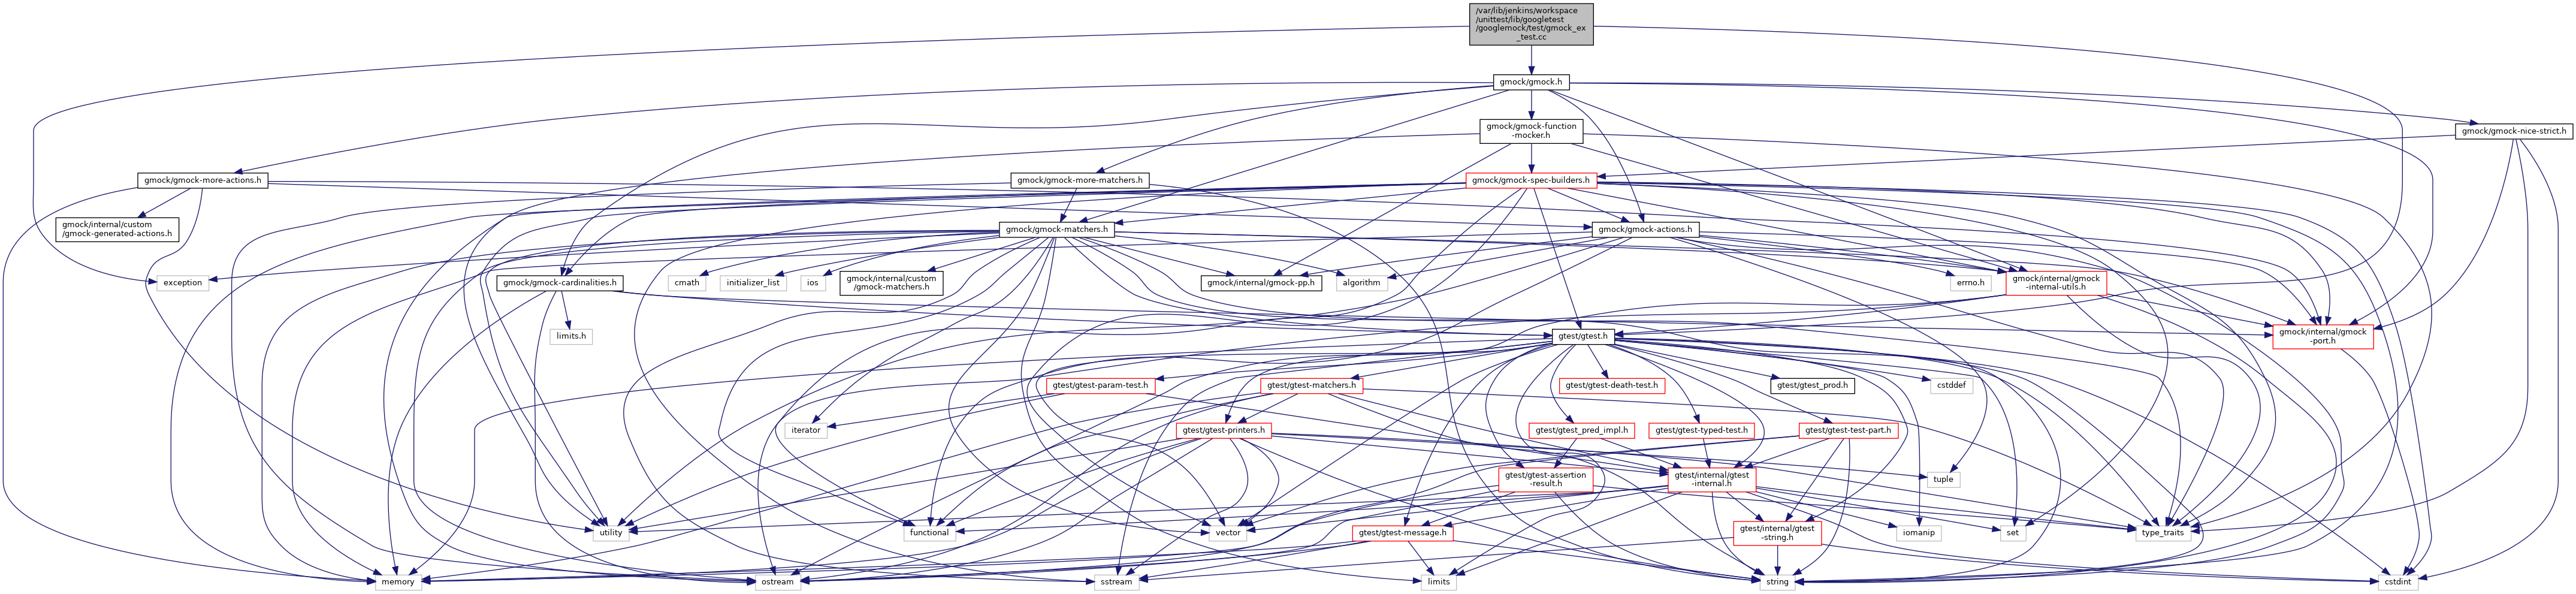 /var/lib/jenkins/workspace
/unittest/lib/googletest
/googlemock/test/gmock_ex
_test.cc
gmock/gmock.h
gmock/gmock-function
-mocker.h
gmock/gmock-nice-strict.h
gmock/gmock-more-actions.h
gmock/gmock-more-matchers.h
gmock/gmock-spec-builders.h
gmock/internal/custom
/gmock-generated-actions.h
gmock/gmock-matchers.h
gmock/gmock-actions.h
exception
gmock/gmock-cardinalities.h
cmath
initializer_list
ios
gmock/internal/custom
/gmock-matchers.h
gmock/internal/gmock-pp.h
algorithm
errno.h
gmock/internal/gmock
-internal-utils.h
limits.h
gtest/gtest.h
gmock/internal/gmock
-port.h
gtest/gtest-param-test.h
gtest/gtest-matchers.h
gtest/gtest-death-test.h
gtest/gtest_prod.h
cstddef
iterator
gtest/gtest-printers.h
gtest/gtest_pred_impl.h
gtest/gtest-typed-test.h
gtest/gtest-test-part.h
gtest/gtest-assertion
-result.h
gtest/internal/gtest
-internal.h
tuple
utility
functional
vector
gtest/gtest-message.h
gtest/internal/gtest
-string.h
iomanip
set
type_traits
memory
ostream
sstream
limits
string
cstdint